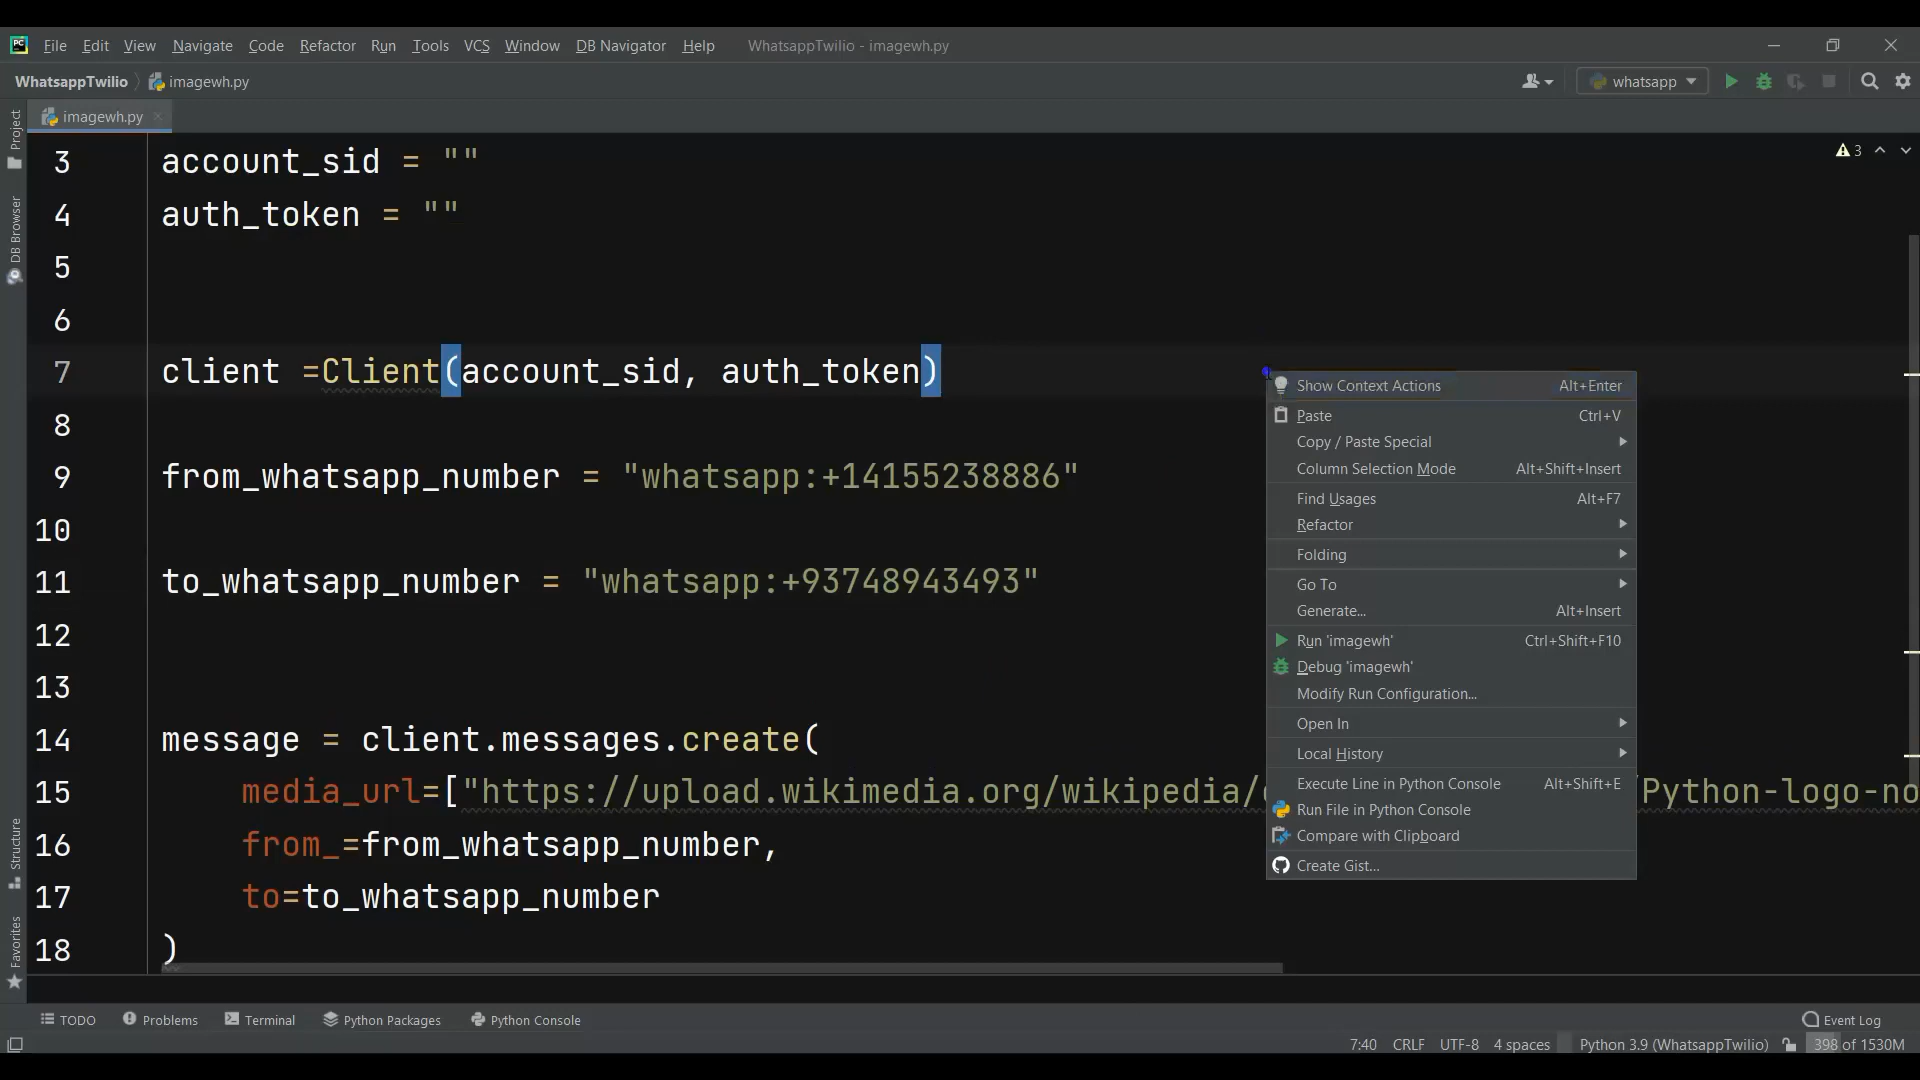 File Edit View Navigate Code Refactor Run Tools VCS Window DB Navigator Help WhatsappTwilio - imagewh.py
WhatsappTwilio imagewh.py whatsapp
imagewh.py
Project
DB Browser
Structure
Favorites
3 account_sid = ""
3
4 auth_token = ""
5
6
7 client =Client(account_sid, auth_token)
8
9 from_whatsapp_number = "whatsapp:+14155238886"
10
11 to_whatsapp_number = "whatsapp:+93748943493"
12
13
14 message = client.messages.create(
15 media_url=["https://upload.wikimedia.org/wikipedia/ /Python-logo-no
16 from_=from_whatsapp_number,
17 to=to_whatsapp_number
18 )
Show Context Actions Alt+Enter
Paste Ctrl+V
Copy / Paste Special
Column Selection Mode Alt+Shift+Insert
Find Usages Alt+F7
Refactor
Folding
Go To
Generate... Alt+Insert
Run 'imagewh' Ctrl+Shift+F10
Debug 'imagewh'
Modify Run Configuration...
Open In
Local History
Execute Line in Python Console Alt+Shift+E
Run File in Python Console
Compare with Clipboard
Create Gist...
TODO Problems Terminal Python Packages Python Console Event Log
7:40 CRLF UTF-8 4 spaces Python 3.9 (WhatsappTwilio) 398 of 1530M